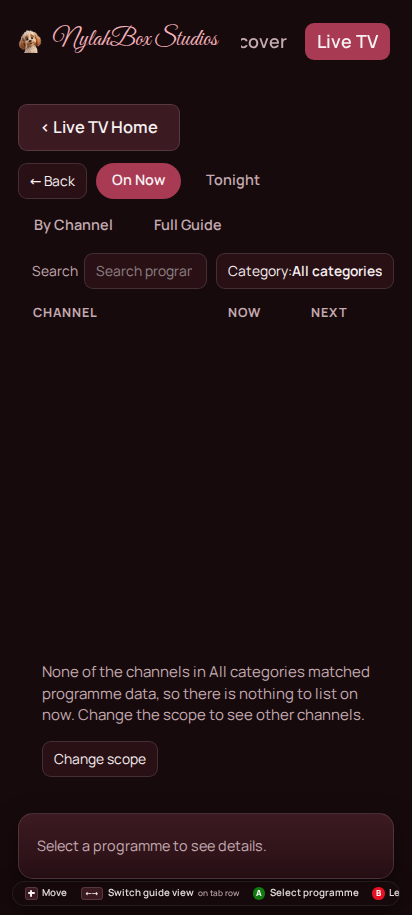 NylahBox Studios cover Live TV
‹ Live TV Home
← Back On Now Tonight
By Channel Full Guide
Search Search prograr Category:All categories
CHANNEL NOW NEXT
None of the channels in All categories matched
programme data, so there is nothing to list on
now. Change the scope to see other channels.
Change scope
Select a programme to see details.
Move ←→ Switch guide view on tab row A Select programme B Le